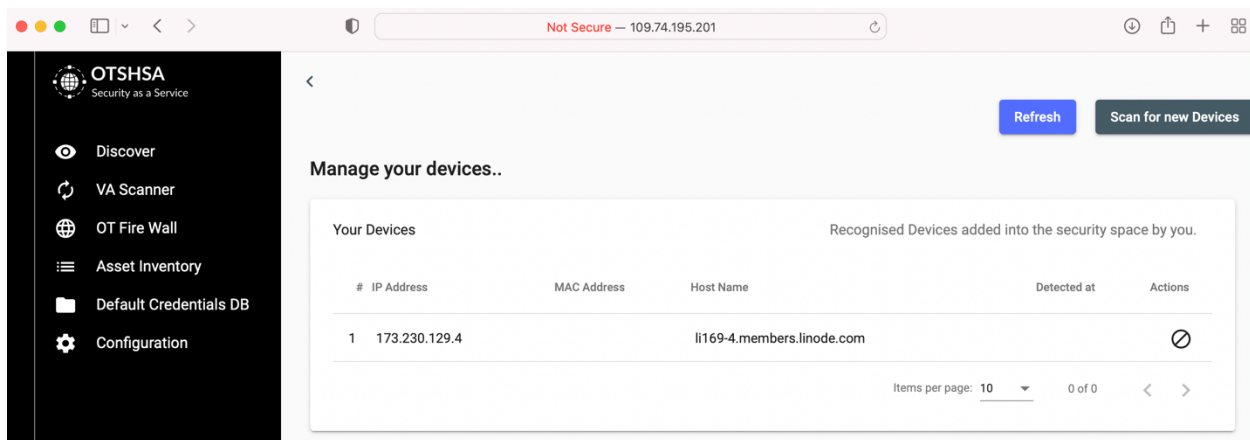 Not Secure — 109.74.195.201
OTSHSA
Security as a Service
Refresh
Scan for new Devices
Discover
VA Scanner
OT Fire Wall
Asset Inventory
Default Credentials DB
Configuration
Manage your devices..
Your Devices
Recognised Devices added into the security space by you.
# IP Address MAC Address Host Name Detected at Actions
1 173.230.129.4 li169-4.members.linode.com
Items per page: 10 0 of 0